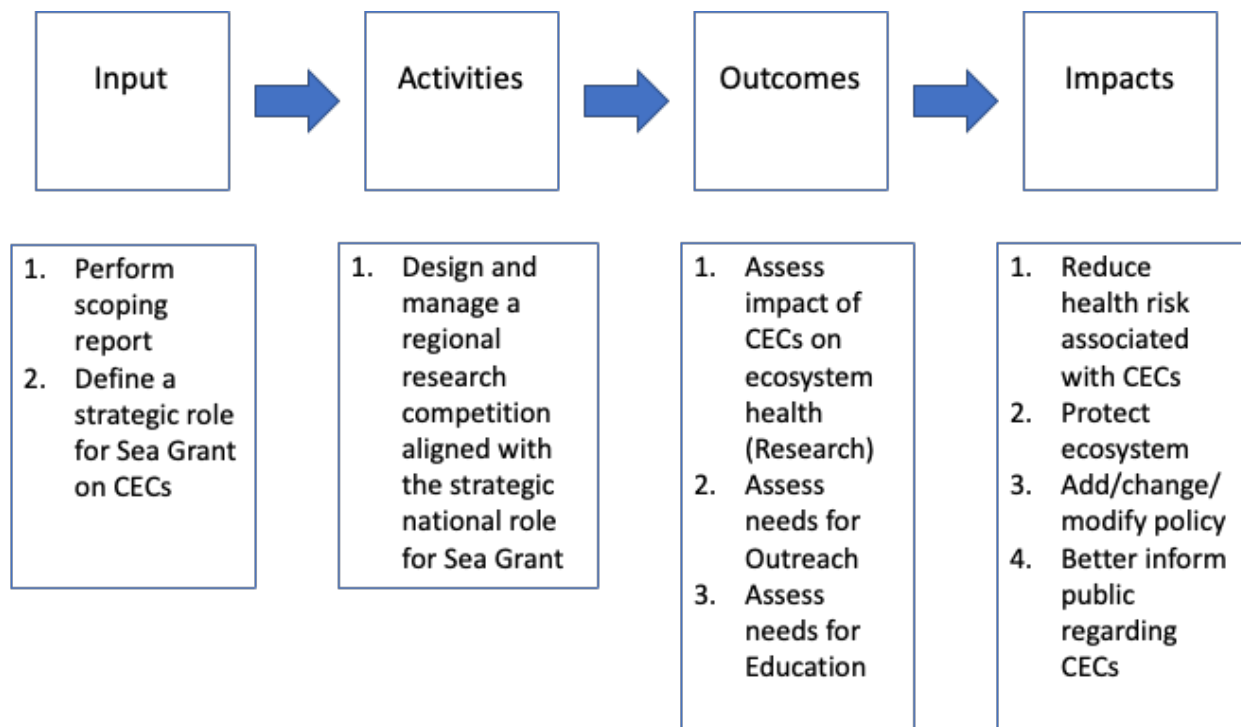 Input
Activities
Outcomes
Impacts
1. Perform
scoping
report
2. Define a
strategic role
for Sea Grant
on CECs
1. Design and
manage a
regional
research
competition
aligned with
the strategic
national role
for Sea Grant
1. Assess
impact of
CECs on
ecosystem
health
(Research)
2. Assess
needs for
Outreach
3. Assess
needs for
Education
1. Reduce
health risk
associated
with CECs
2. Protect
ecosystem
3. Add/change/
modify policy
4. Better inform
public
regarding
CECs